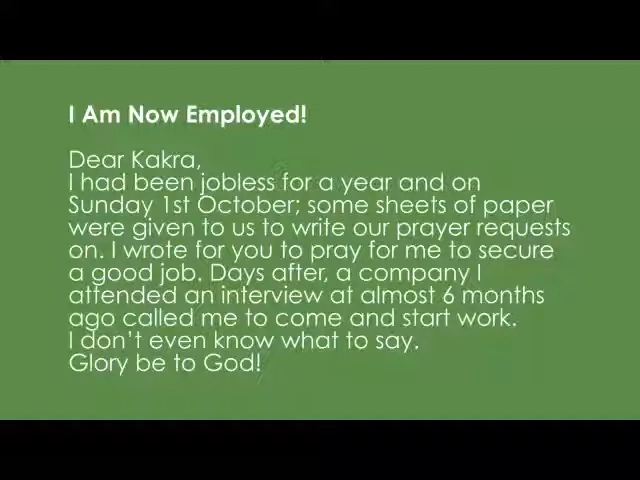 I Am Now Employed!
Dear Kakra,
I had been jobless for a year and on
Sunday 1st October; some sheets of paper
were given to us to write our prayer requests
on. I wrote for you to pray for me to secure
a good job. Days after, a company I
attended an interview at almost 6 months
ago called me to come and start work.
I don’t even know what to say.
Glory be to God!